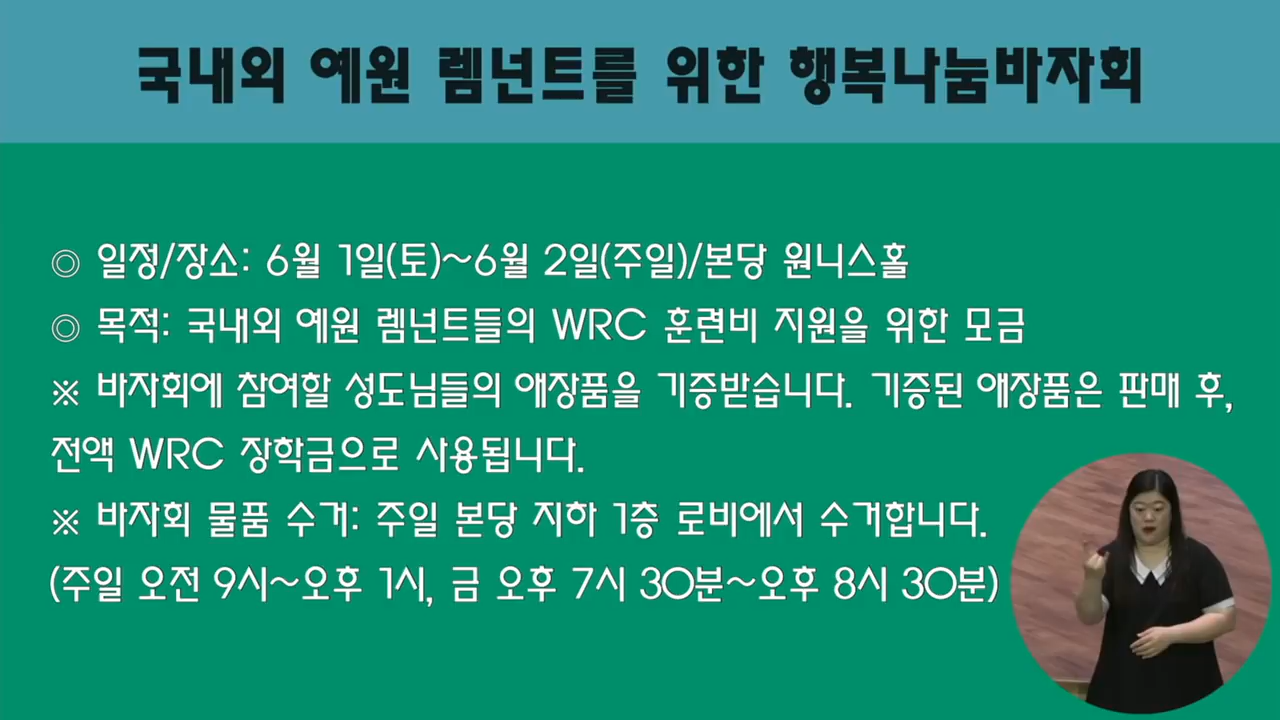 국내외 예원 렘넌트를 위한 행복나눔바자회
◎ 일정/장소: 6월 1일(토)~6월 2일(주일)/본당 원니스홀
◎ 목적: 국내외 예원 렘넌트들의 WRC 훈련비 지원을 위한 모금
※ 바자회에 참여할 성도님들의 애장품을 기증받습니다. 기증된 애장품은 판매 후,
전액 WRC 장학금으로 사용됩니다.
※ 바자회 물품 수거: 주일 본당 지하 1층 로비에서 수거합니다.
(주일 오전 9시~오후 1시, 금 오후 7시 30분~오후 8시 30분)